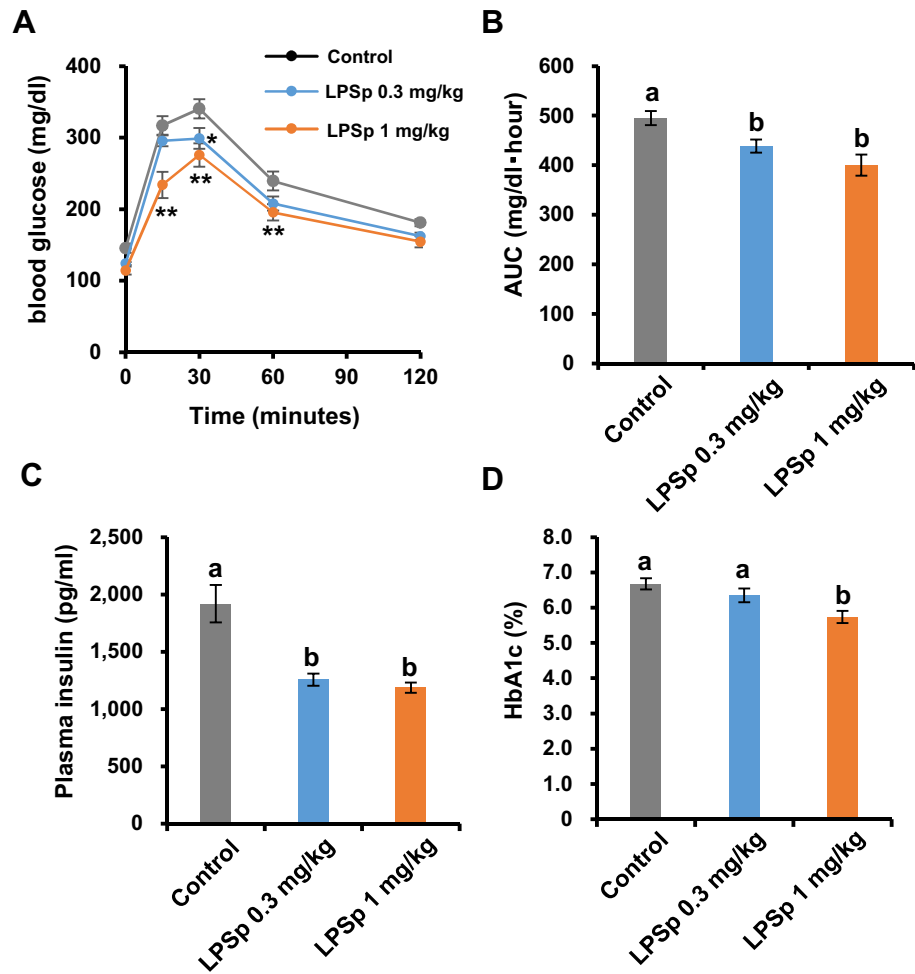 A
Control
LPSp 0.3 mg/kg
LPSp 1 mg/kg
blood glucose (mg/dl)
400
300
200
100
0
*
**
**
**
0
30
60
90
120
Time (minutes)
B
AUC (mg/dl•hour)
600
500
400
300
200
100
0
a
b
b
Control
LPSp 0.3 mg/kg
LPSp 1 mg/kg
C
Plasma insulin (pg/ml)
2,500
2,000
1,500
1,000
500
0
a
b
b
Control
LPSp 0.3 mg/kg
LPSp 1 mg/kg
D
HbA1c (%)
8.0
7.0
6.0
5.0
4.0
3.0
2.0
1.0
0.0
a
a
b
Control
LPSp 0.3 mg/kg
LPSp 1 mg/kg